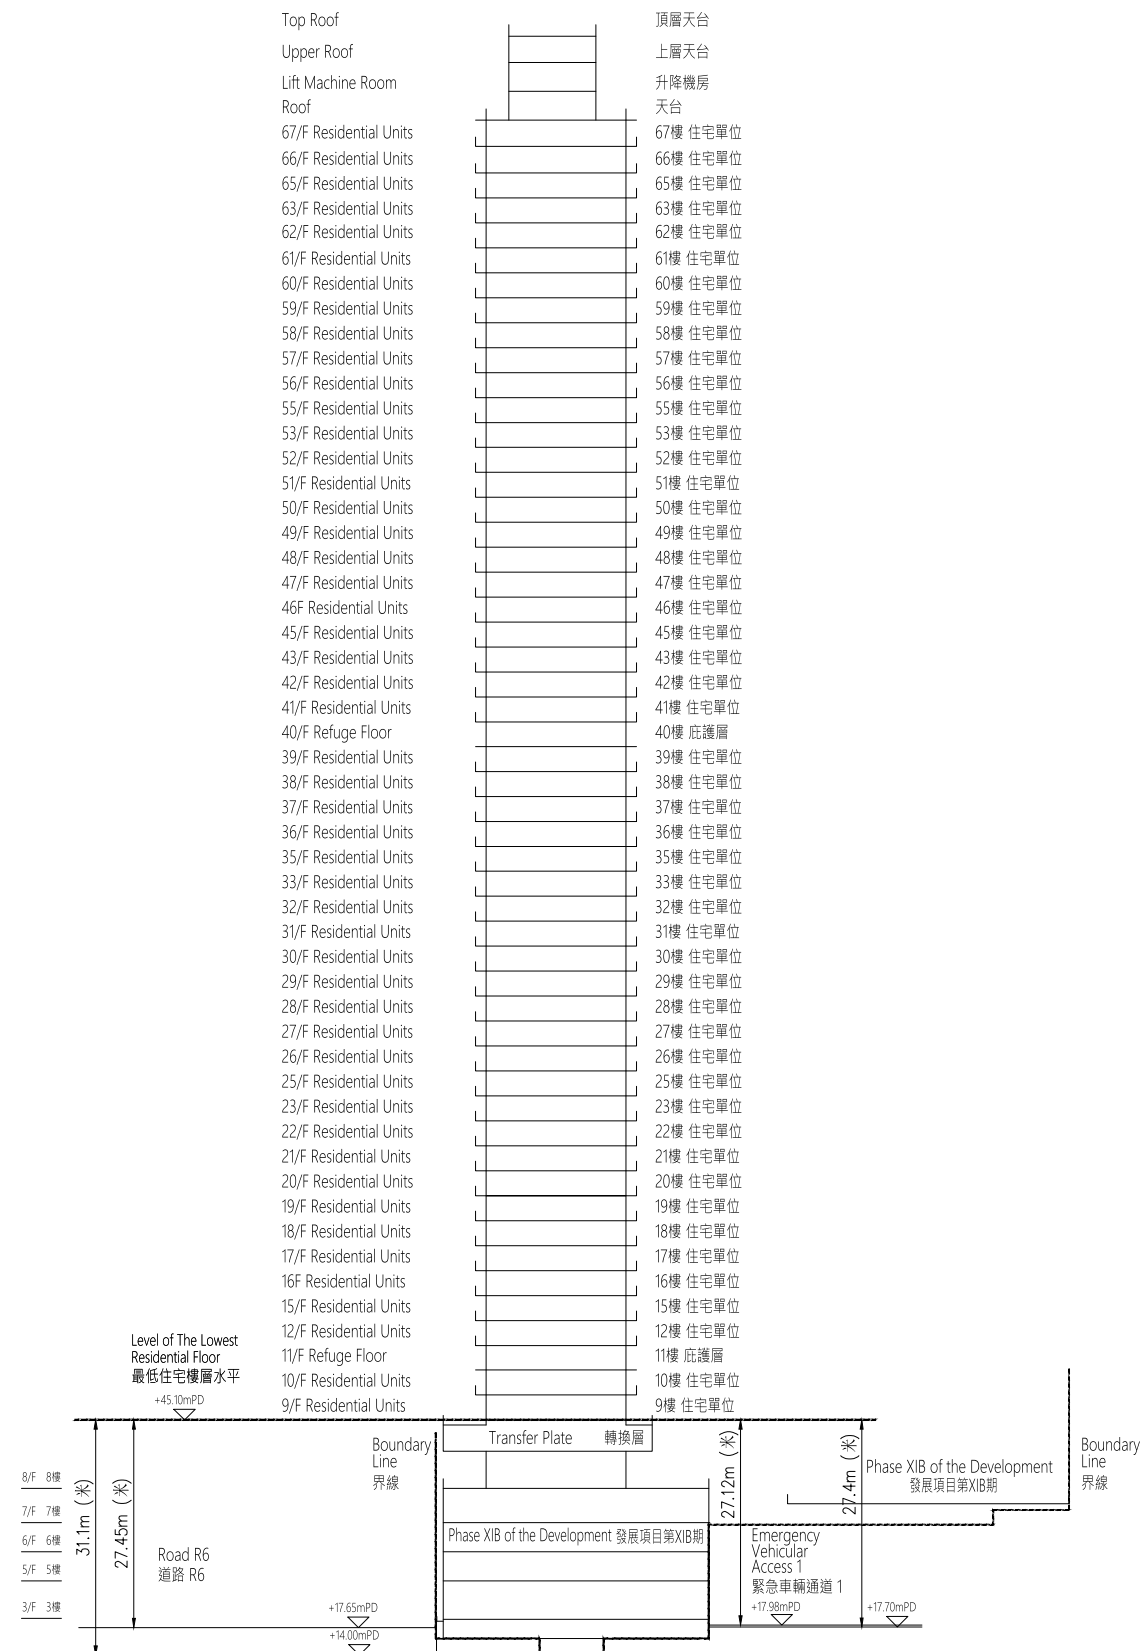 Top Roof 頂層天台
Upper Roof 上層天台
Lift Machine Room 升降機房
Roof 天台
67/F Residential Units 67樓 住宅單位
66/F Residential Units 66樓 住宅單位
65/F Residential Units 65樓 住宅單位
63/F Residential Units 63樓 住宅單位
62/F Residential Units 62樓 住宅單位
61/F Residential Units 61樓 住宅單位
60/F Residential Units 60樓 住宅單位
59/F Residential Units 59樓 住宅單位
58/F Residential Units 58樓 住宅單位
57/F Residential Units 57樓 住宅單位
56/F Residential Units 56樓 住宅單位
55/F Residential Units 55樓 住宅單位
53/F Residential Units 53樓 住宅單位
52/F Residential Units 52樓 住宅單位
51/F Residential Units 51樓 住宅單位
50/F Residential Units 50樓 住宅單位
49/F Residential Units 49樓 住宅單位
48/F Residential Units 48樓 住宅單位
47/F Residential Units 47樓 住宅單位
46F Residential Units 46樓 住宅單位
45/F Residential Units 45樓 住宅單位
43/F Residential Units 43樓 住宅單位
42/F Residential Units 42樓 住宅單位
41/F Residential Units 41樓 住宅單位
40/F Refuge Floor 40樓 庇護層
39/F Residential Units 39樓 住宅單位
38/F Residential Units 38樓 住宅單位
37/F Residential Units 37樓 住宅單位
36/F Residential Units 36樓 住宅單位
35/F Residential Units 35樓 住宅單位
33/F Residential Units 33樓 住宅單位
32/F Residential Units 32樓 住宅單位
31/F Residential Units 31樓 住宅單位
30/F Residential Units 30樓 住宅單位
29/F Residential Units 29樓 住宅單位
28/F Residential Units 28樓 住宅單位
27/F Residential Units 27樓 住宅單位
26/F Residential Units 26樓 住宅單位
25/F Residential Units 25樓 住宅單位
23/F Residential Units 23樓 住宅單位
22/F Residential Units 22樓 住宅單位
21/F Residential Units 21樓 住宅單位
20/F Residential Units 20樓 住宅單位
19/F Residential Units 19樓 住宅單位
18/F Residential Units 18樓 住宅單位
17/F Residential Units 17樓 住宅單位
16F Residential Units 16樓 住宅單位
15/F Residential Units 15樓 住宅單位
12/F Residential Units 12樓 住宅單位
11/F Refuge Floor 11樓 庇護層
10/F Residential Units 10樓 住宅單位
9/F Residential Units 9樓 住宅單位
Level of The Lowest
Residential Floor
最低住宅樓層水平
+45.10mPD
Transfer Plate 轉換層
Boundary
Line
界線
8/F 8樓
7/F 7樓
6/F 6樓
5/F 5樓
3/F 3樓
31.1m (米)
27.45m (米)
Road R6
道路 R6
+17.65mPD
+14.00mPD
Phase XIB of the Development 發展項目第XIB期
27.12m (米)
Emergency
Vehicular
Access 1
緊急車輛通道 1
+17.98mPD
27.4m (米)
+17.70mPD
Phase XIB of the Development
發展項目第XIB期
Boundary
Line
界線